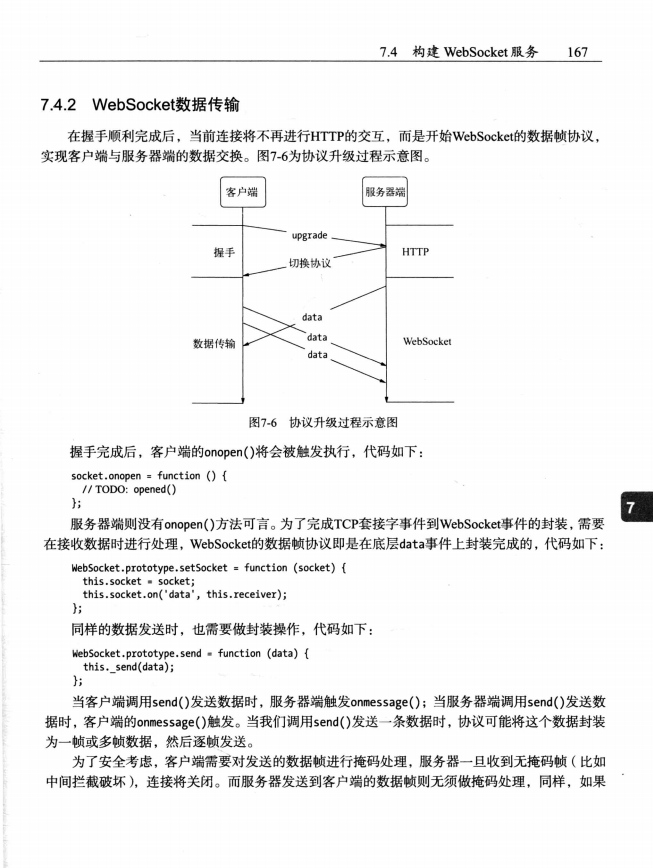 7.4 构建 WebSocket 服务 167
7.4.2 WebSocket数据传输
在握手顺利完成后，当前连接将不再进行HTTP的交互，而是开始WebSocket的数据帧协议，
实现客户端与服务器端的数据交换。图7-6为协议升级过程示意图。
客户端
服务器端
upgrade
握手
HTTP
切换协议
data
data
数据传输
WebSocket
data
图7-6 协议升级过程示意图
握手完成后，客户端的onopen()将会被触发执行，代码如下：
socket.onopen = function () {
// TODO: opened()
};
7
服务器端则没有onopen()方法可言。为了完成TCP套接字事件到WebSocket事件的封装，需要
在接收数据时进行处理，WebSocket的数据帧协议即是在底层data事件上封装完成的，代码如下：
WebSocket.prototype.setSocket = function (socket) {
this.socket = socket;
this.socket.on('data', this.receiver);
};
同样的数据发送时，也需要做封装操作，代码如下：
WebSocket.prototype.send = function (data) {
this._send(data);
};
当客户端调用send()发送数据时，服务器端触发onmessage()；当服务器端调用send()发送数
据时，客户端的onmessage()触发。当我们调用send()发送一条数据时，协议可能将这个数据封装
为一帧或多帧数据，然后逐帧发送。
为了安全考虑，客户端需要对发送的数据帧进行掩码处理，服务器一旦收到无掩码帧（比如
中间拦截破坏），连接将关闭。而服务器发送到客户端的数据帧则无须做掩码处理，同样，如果